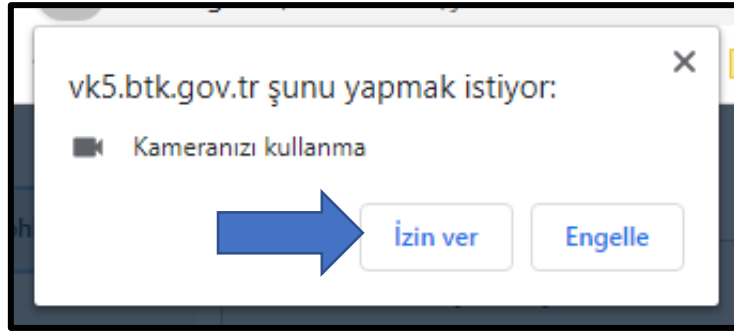 vk5.btk.gov.tr şunu yapmak istiyor:
Kameranızı kullanma
İzin ver Engelle